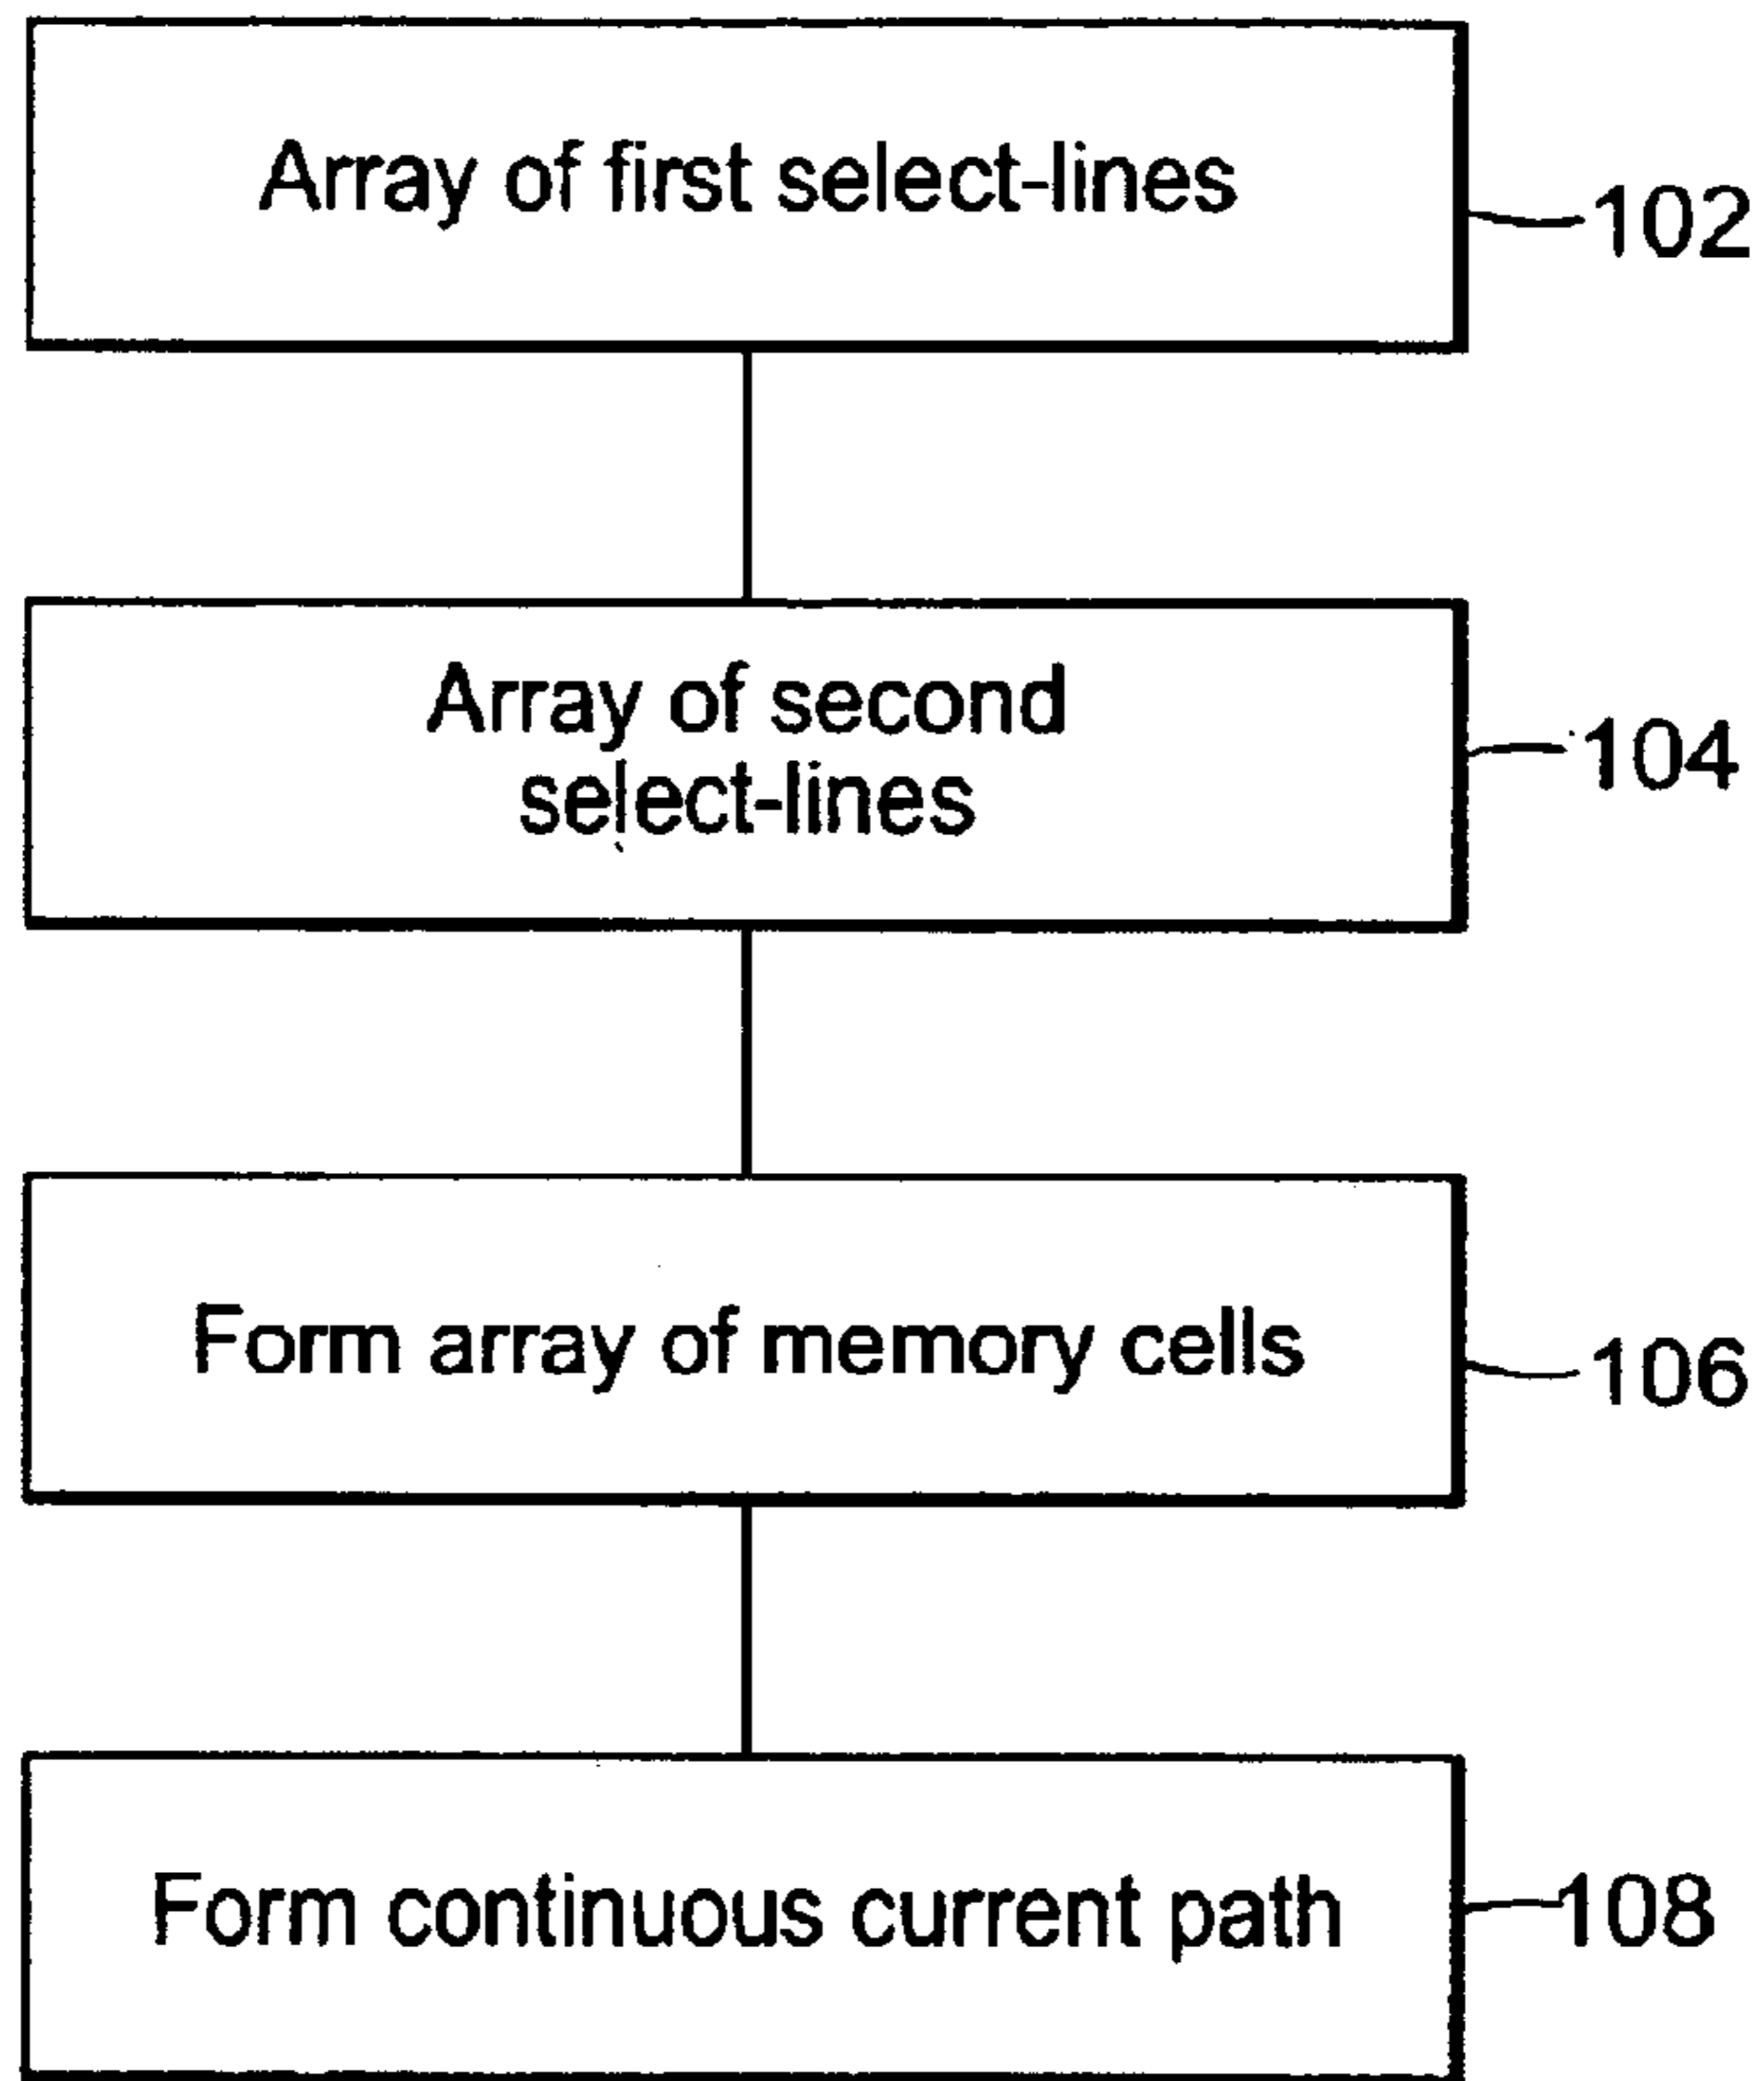 Array of first select-lines
102
Array of second
select-lines
104
Form array of memory cells
106
Form continuous current path
108